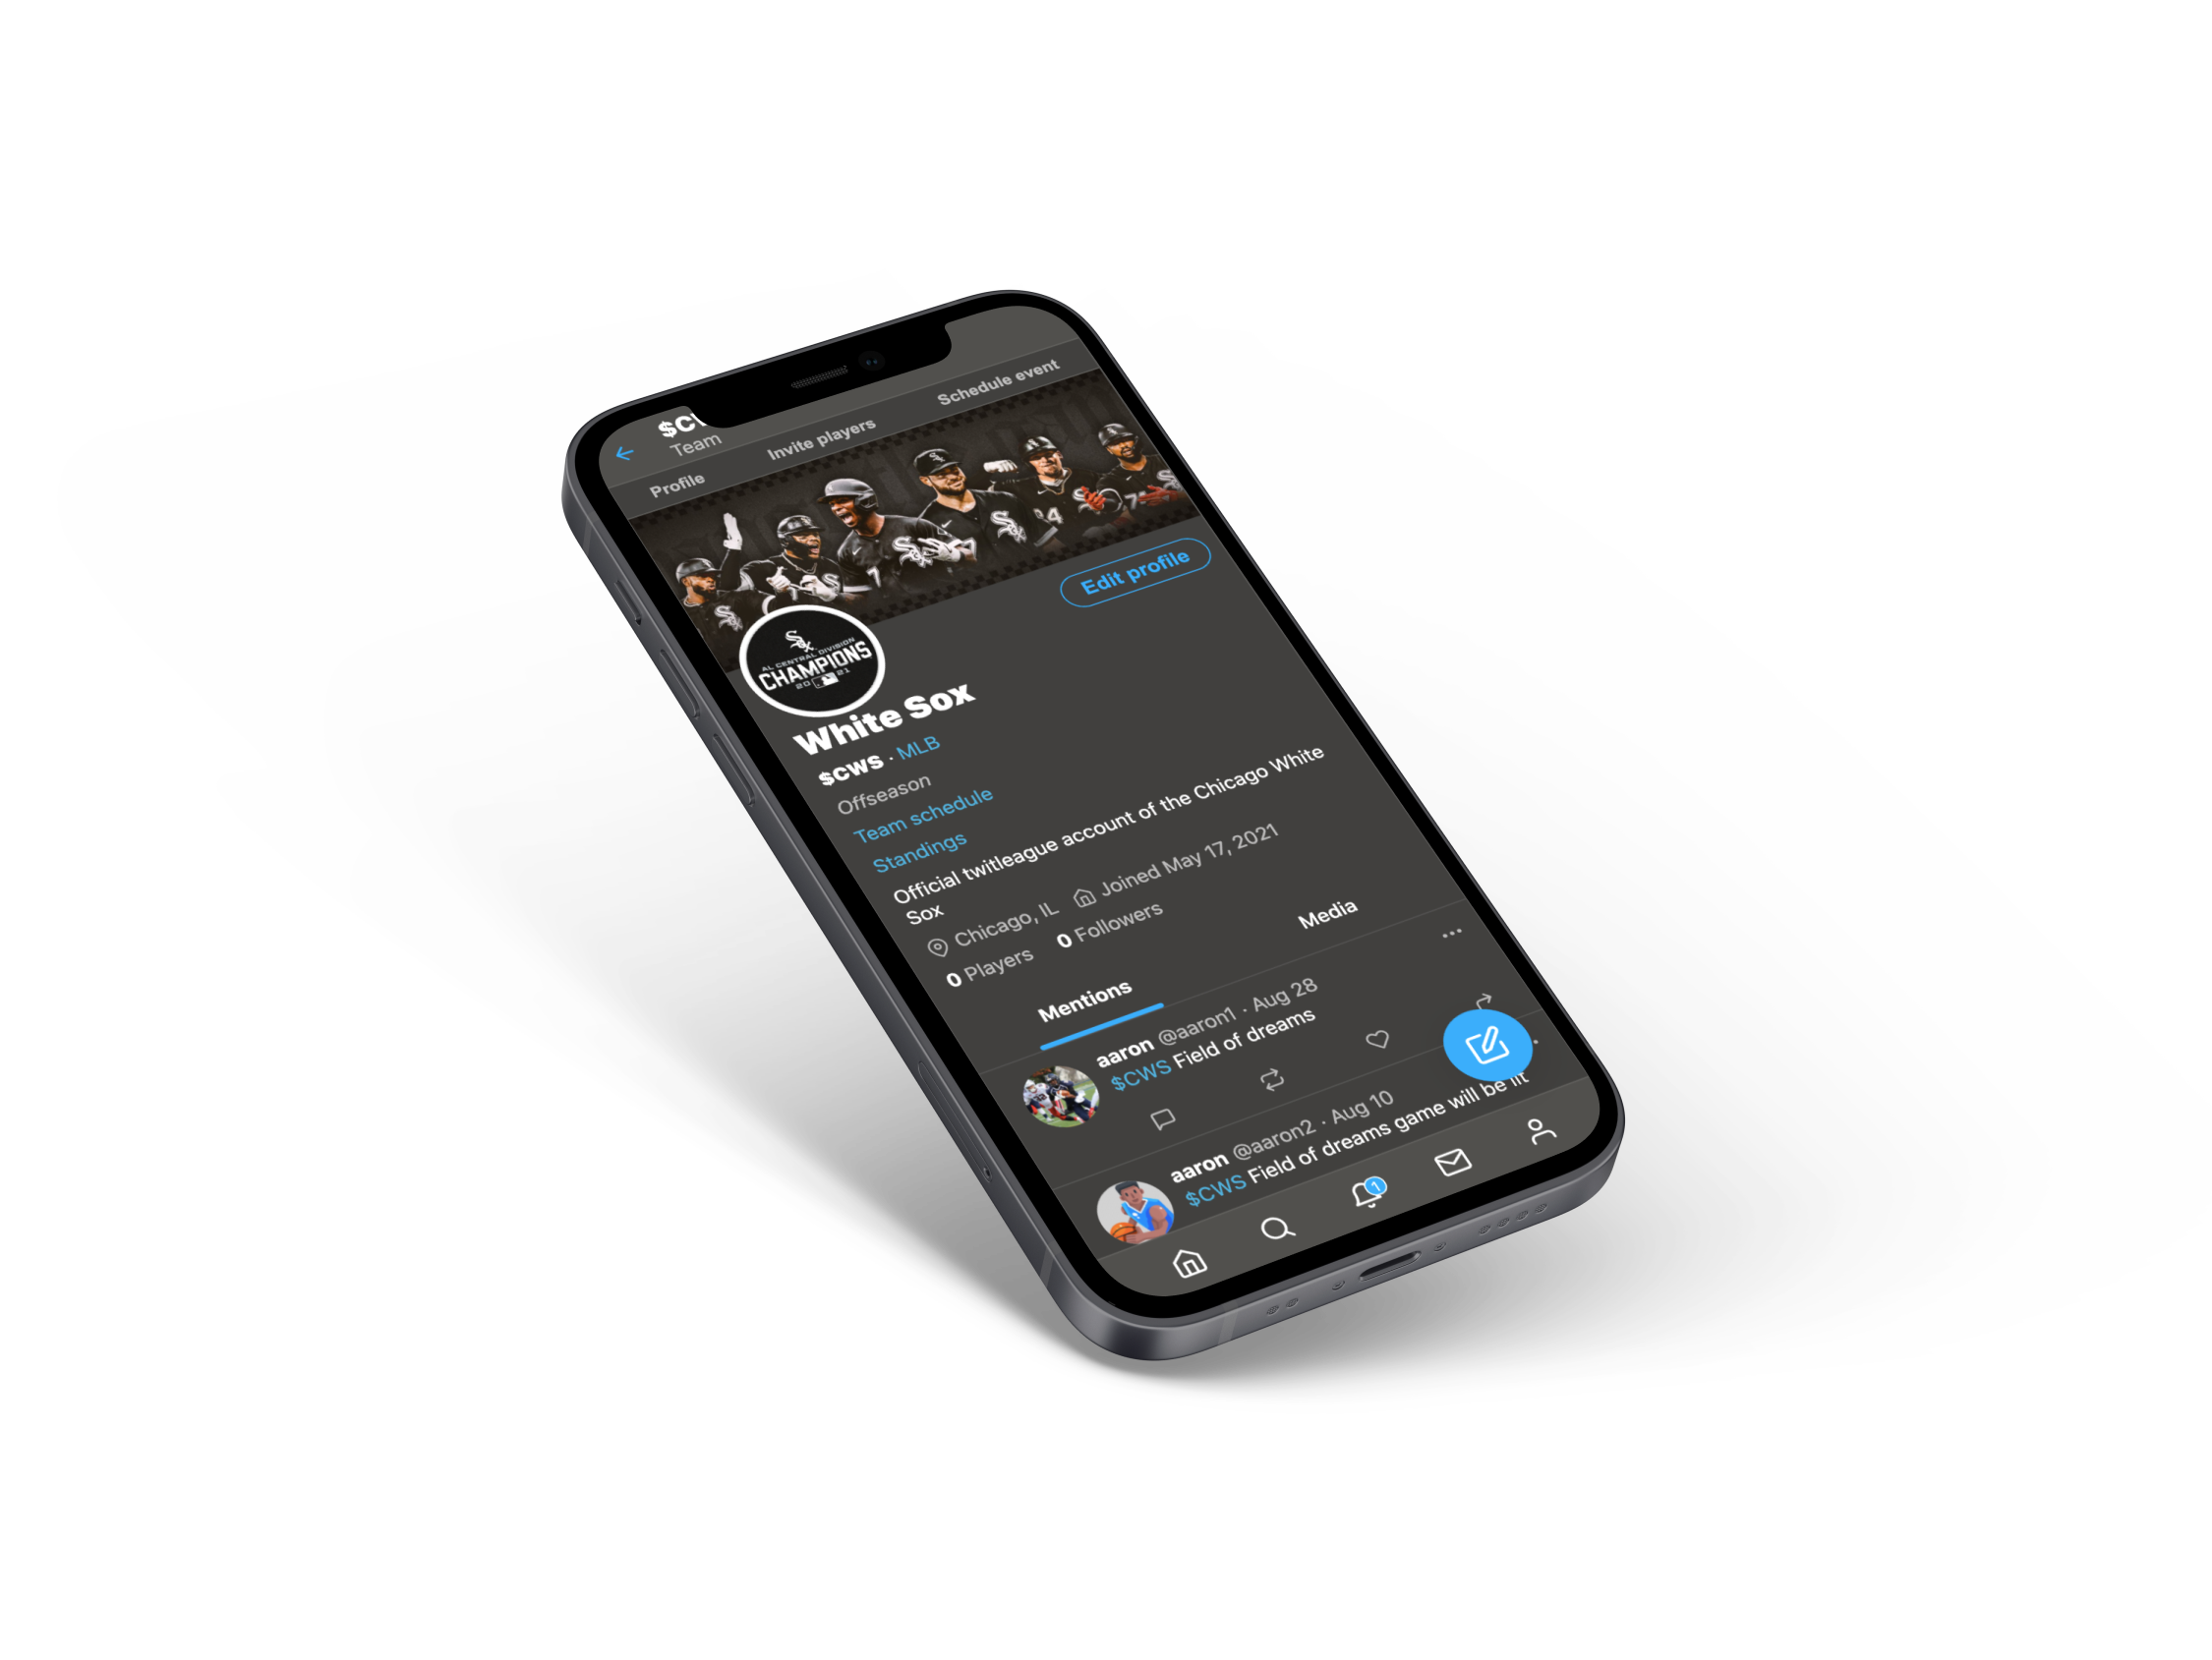 Team
Profile
Invite players
Schedule event
Edit profile
Sox
AL CENTRAL DIVISION
CHAMPIONS
20 21
White Sox
$cws · MLB
Offseason
Team schedule
Standings
Official twitleague account of the Chicago White
Sox
Chicago, IL Joined May 17, 2021
0 Players 0 Followers
Mentions
Media
aaron @aaron1 · Aug 28
$CWS Field of dreams
aaron @aaron2 · Aug 10
$CWS Field of dreams game will be lit
1